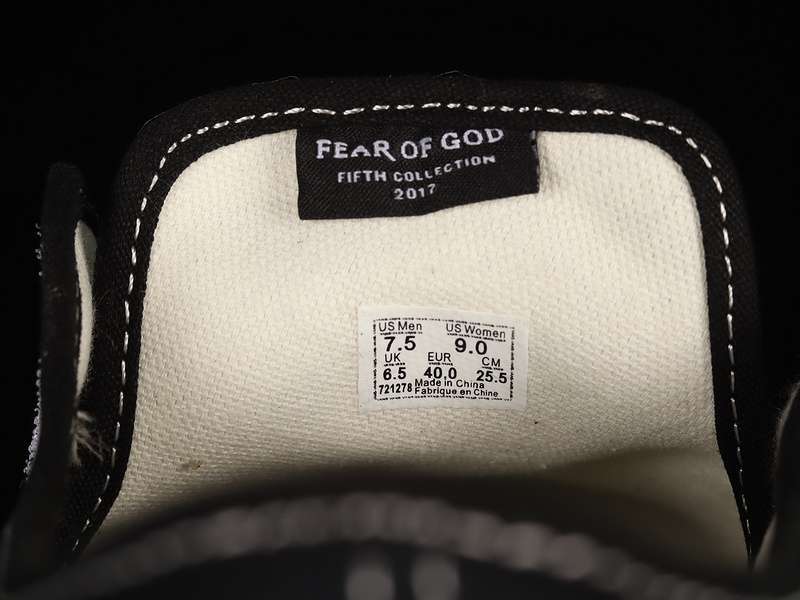 FEAR OF GOD
FIFTH COLLECTION
2017
US Men US Women
7.5 9.0
UK EUR CM
6.5 40.0 25.5
721278 Made in China
Fabrique en Chine